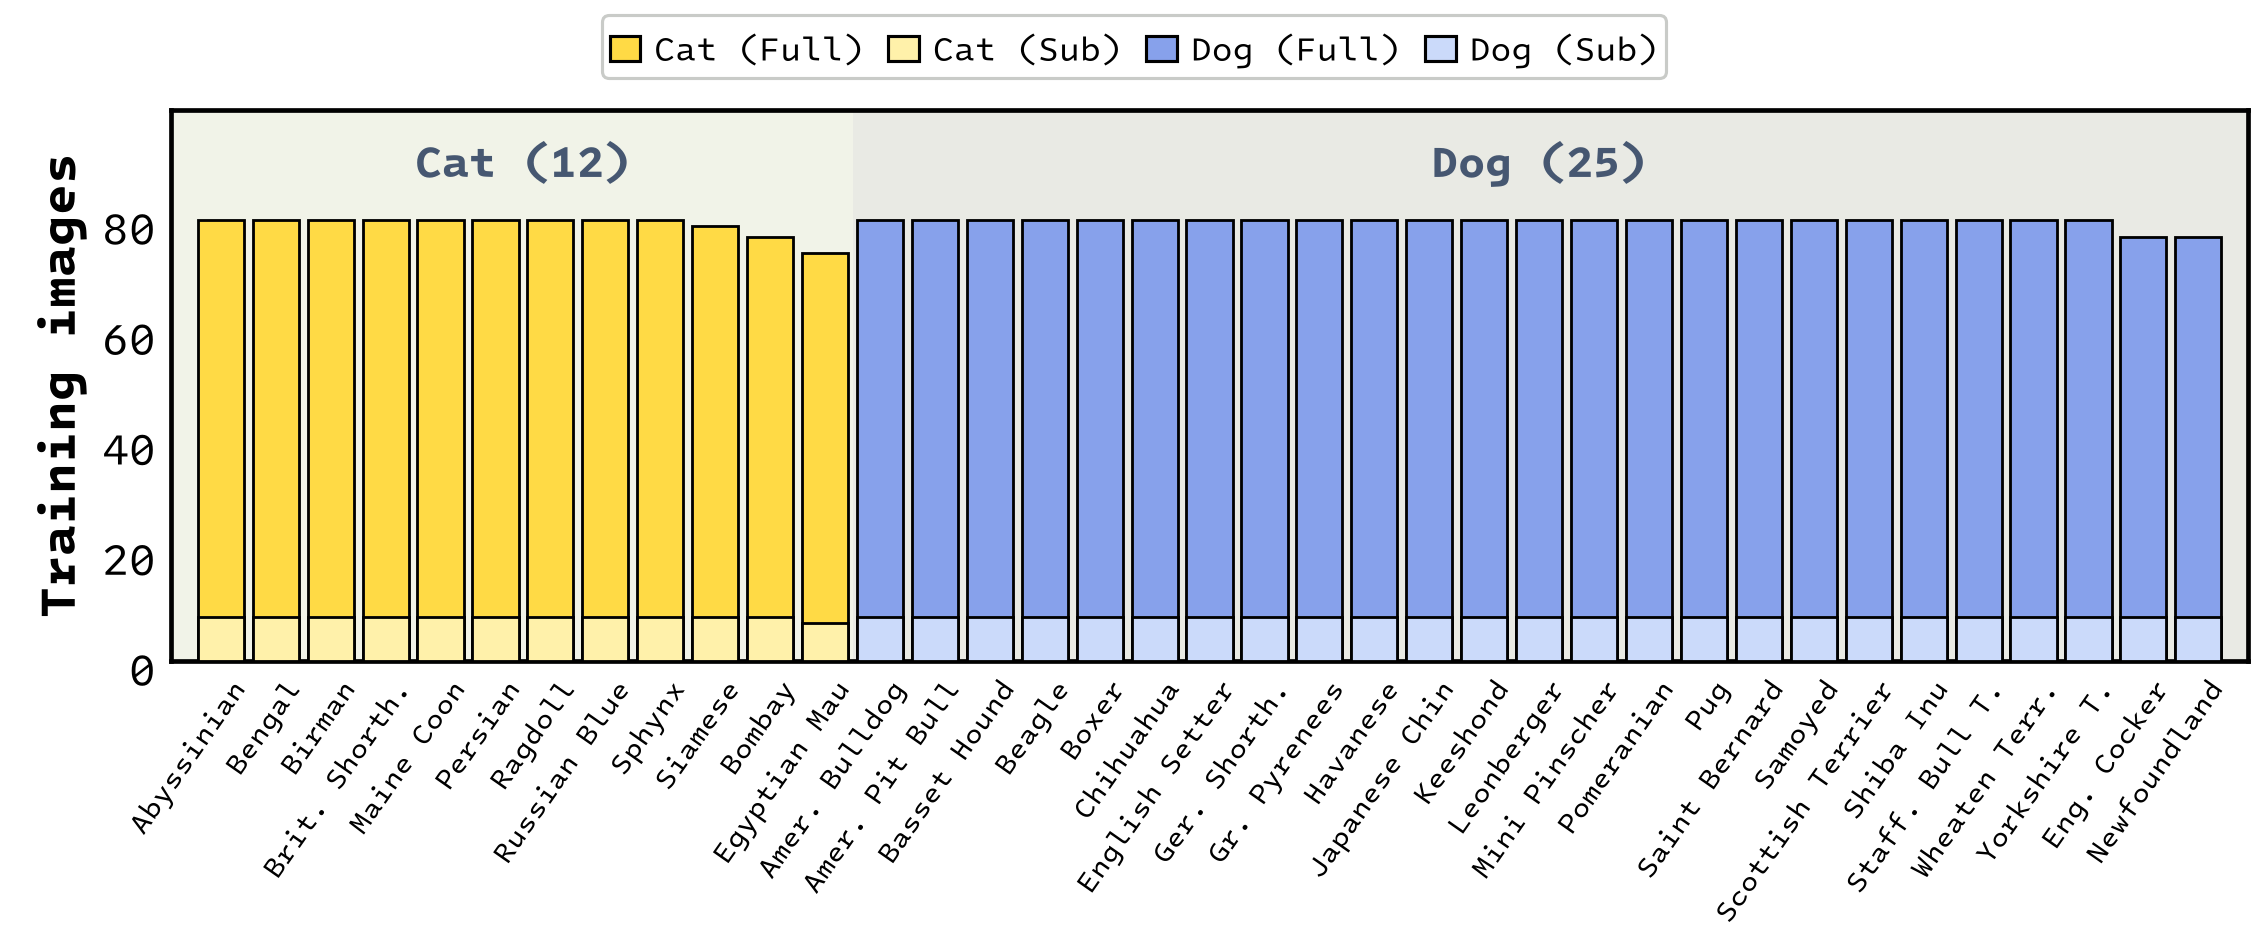 Cat (Full) Cat (Sub) Dog (Full) Dog (Sub)
Cat (12)
Dog (25)
Training images
80
60
40
20
0
Abyssinian
Bengal
Birman
Brit. Shorth.
Maine Coon
Persian
Ragdoll
Russian Blue
Sphynx
Siamese
Bombay
Egyptian Mau
Amer. Bulldog
Amer. Pit Bull
Basset Hound
Beagle
Boxer
Chihuahua
English Setter
Ger. Shorth.
Gr. Pyrenees
Havanese
Japanese Chin
Keeshond
Leonberger
Mini Pinscher
Pomeranian
Pug
Saint Bernard
Samoyed
Scottish Terrier
Shiba Inu
Staff. Bull T.
Wheaten Terr.
Yorkshire T.
Eng. Cocker
Newfoundland